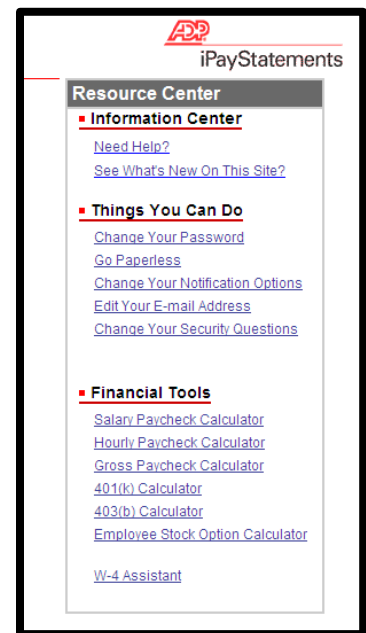 ADP
iPayStatements
Resource Center
Information Center
Need Help?
See What's New On This Site?
Things You Can Do
Change Your Password
Go Paperless
Change Your Notification Options
Edit Your E-mail Address
Change Your Security Questions
Financial Tools
Salary Paycheck Calculator
Hourly Paycheck Calculator
Gross Paycheck Calculator
401(k) Calculator
403(b) Calculator
Employee Stock Option Calculator
W-4 Assistant